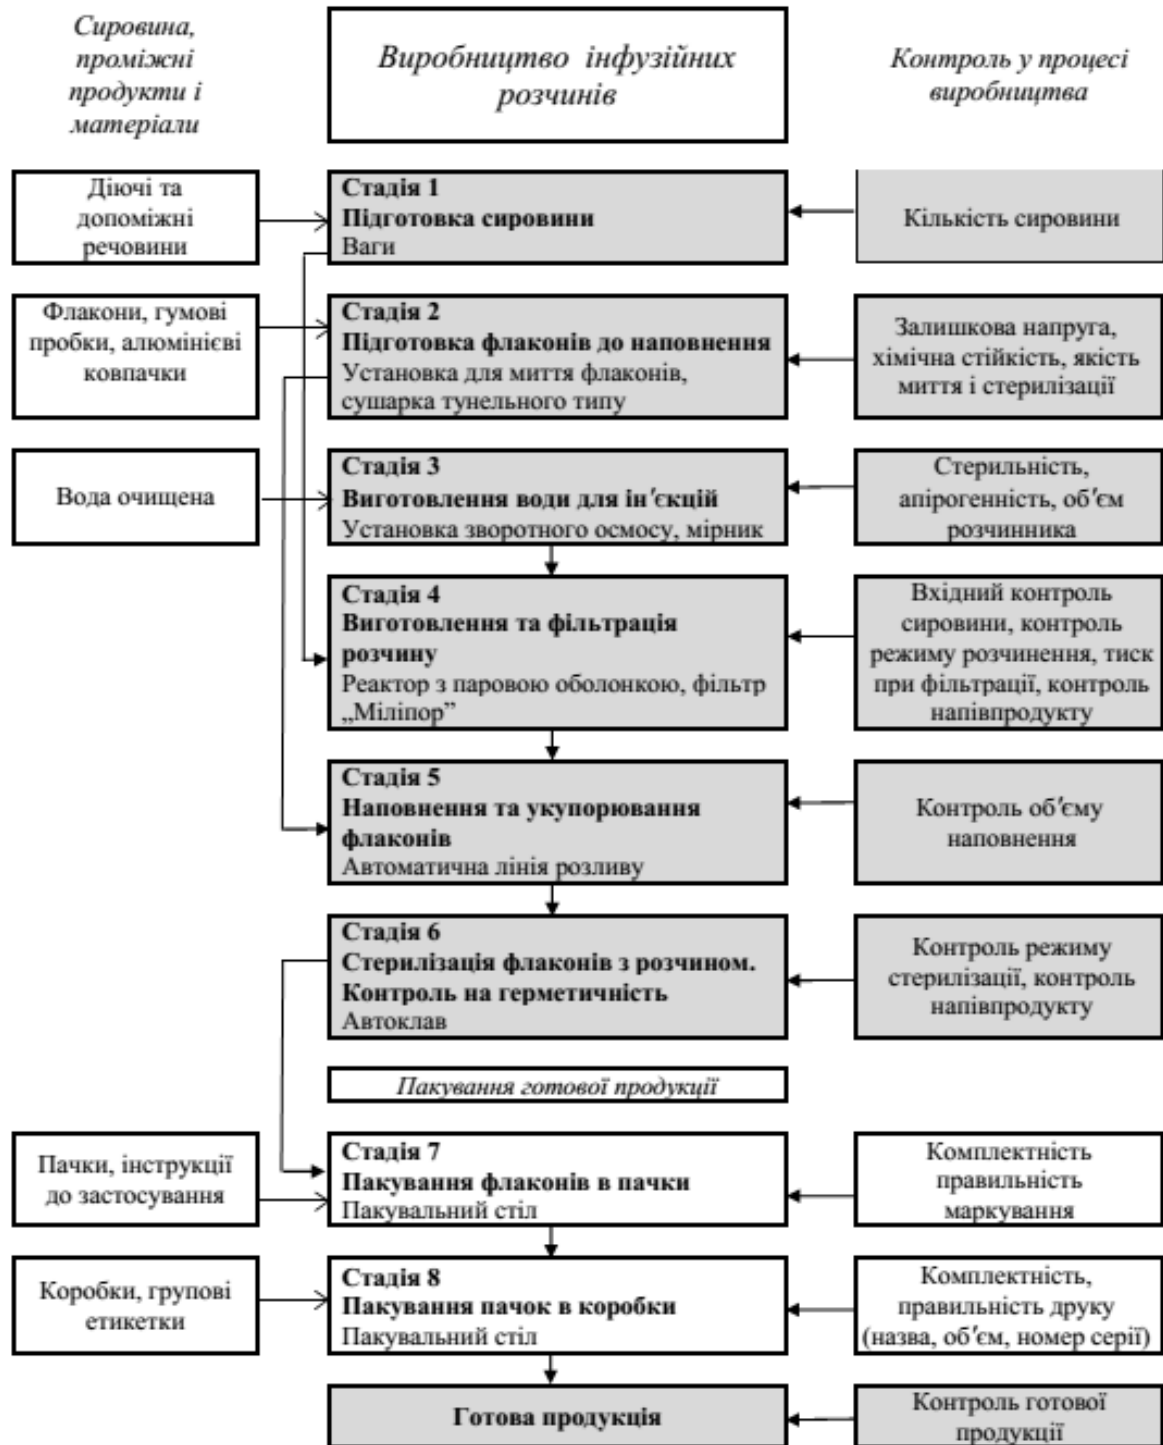 Сировина,
проміжні
продукти і
матеріали
Виробництво інфузійних
розчинів
Контроль у процесі
виробництва
Діючі та
допоміжні
речовини
Стадія 1
Підготовка сировини
Ваги
Кількість сировини
Флакони, гумові
пробки, алюмінієві
ковпачки
Стадія 2
Підготовка флаконів до наповнення
Установка для миття флаконів,
сушарка тунельного типу
Залишкова напруга,
хімічна стійкість, якість
миття і стерилізації
Вода очищена
Стадія 3
Виготовлення води для ін′єкцій
Установка зворотного осмосу, мірник
Стерильність,
апірогенність, об′єм
розчинника
Стадія 4
Виготовлення та фільтрація
розчину
Реактор з паровою оболонкою, фільтр
„Міліпор”
Вхідний контроль
сировини, контроль
режиму розчинення, тиск
при фільтрації, контроль
напівпродукту
Стадія 5
Наповнення та укупорювання
флаконів
Автоматична лінія розливу
Контроль об′єму
наповнення
Стадія 6
Стерилізація флаконів з розчином.
Контроль на герметичність
Автоклав
Контроль режиму
стерилізації, контроль
напівпродукту
Пакування готової продукції
Пачки, інструкції
до застосування
Стадія 7
Пакування флаконів в пачки
Пакувальний стіл
Комплектність
правильність
маркування
Коробки, групові
етикетки
Стадія 8
Пакування пачок в коробки
Пакувальний стіл
Комплектність,
правильність друку
(назва, об′єм, номер серії)
Готова продукція
Контроль готової
продукції